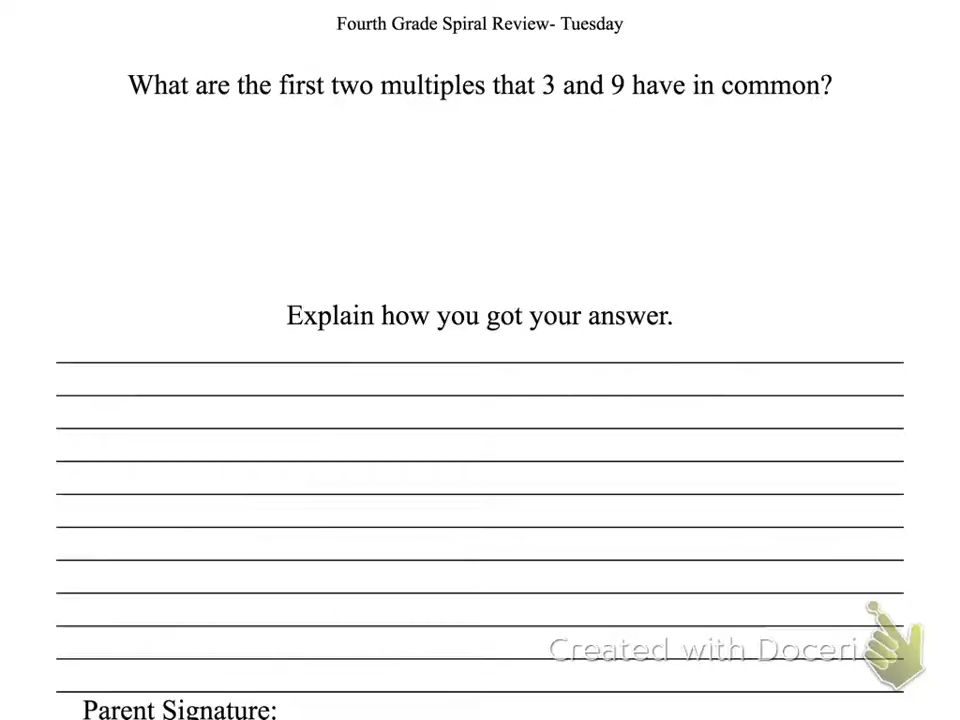 Fourth Grade Spiral Review- Tuesday
What are the first two multiples that 3 and 9 have in common?
Explain how you got your answer.
Created with Doceri
Parent Signature: